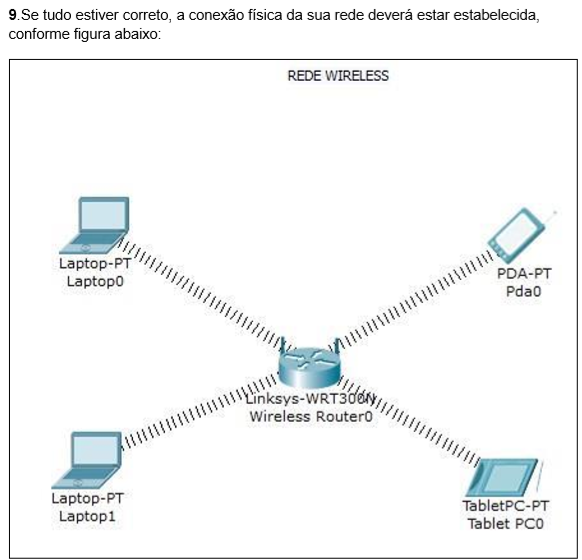 9.Se tudo estiver correto, a conexão física da sua rede deverá estar estabelecida,
conforme figura abaixo:
REDE WIRELESS
Laptop-PT
Laptop0
PDA-PT
Pda0
Linksys-WRT300N
Wireless Router0
Laptop-PT
Laptop1
TabletPC-PT
Tablet PC0